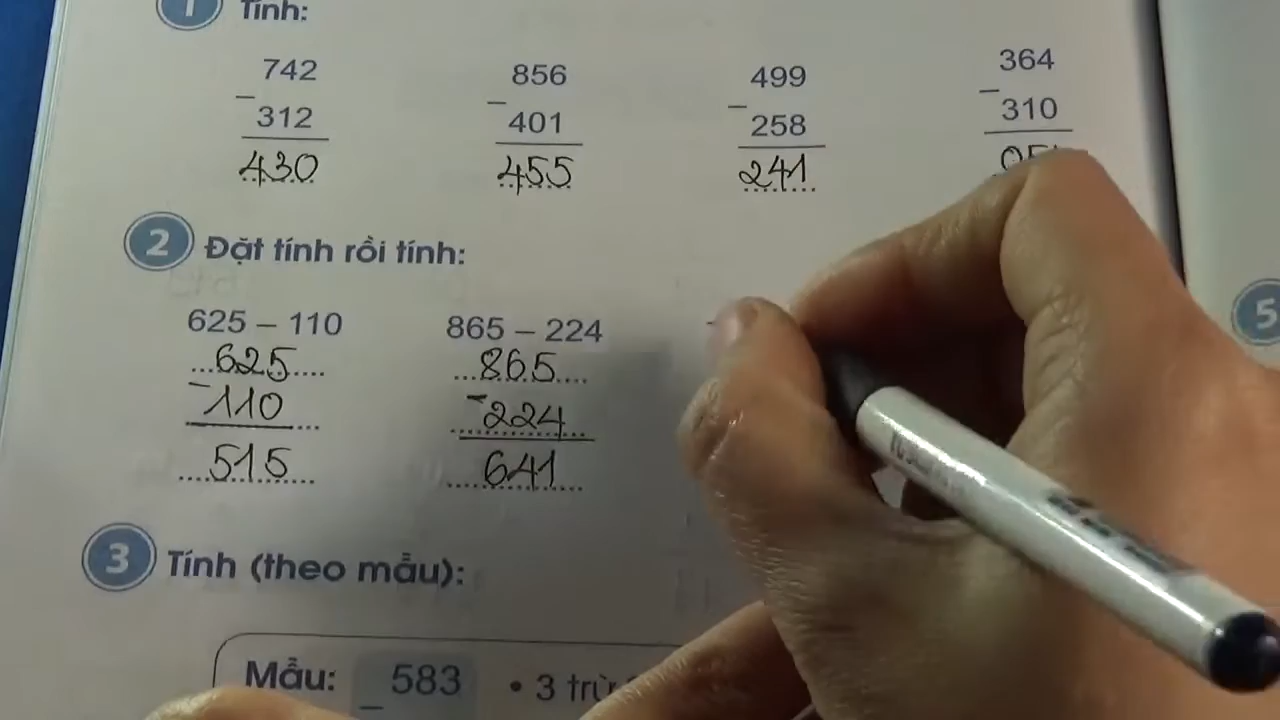 1 Tính:
742 856 499 364
- - - -
312 401 258 310
430 455 241
2 Đặt tính rồi tính:
625 – 110 865 – 224
625 865
- -
110 224
515 641
5
3 Tính (theo mẫu):
Mẫu: _ 583 • 3 trừ